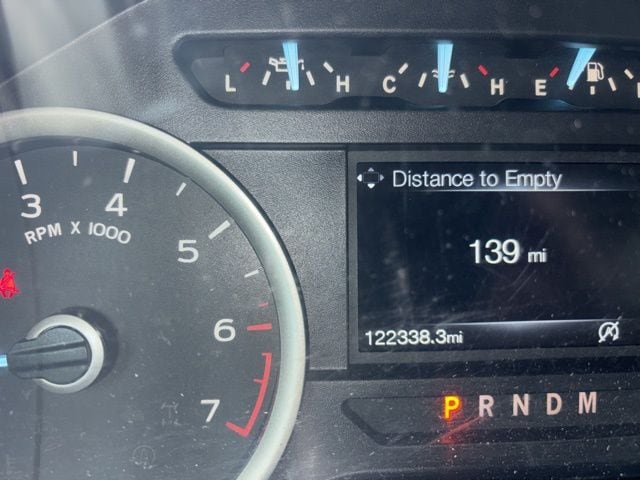 L H C H E
Distance to Empty
3 4 5 6 7
RPM X 1000
139 mi
122338.3mi
P R N D M